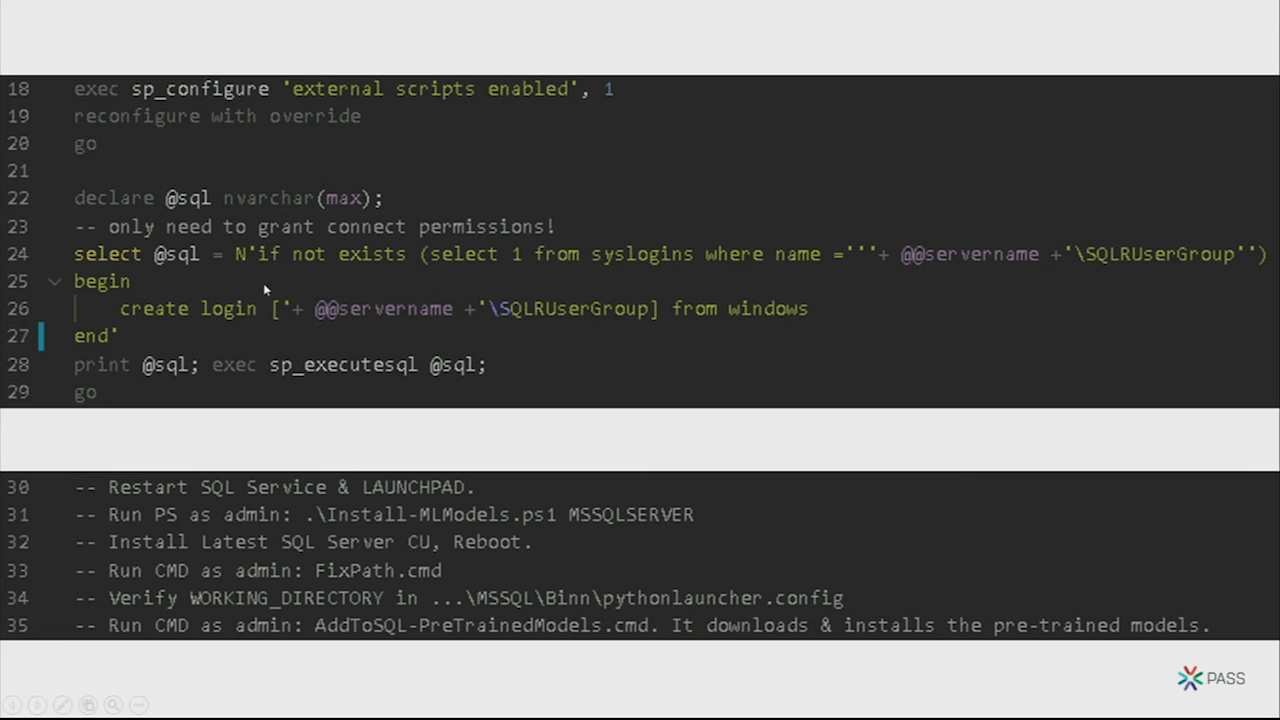 18 exec sp_configure 'external scripts enabled', 1
19 reconfigure with override
20 go
21
22 declare @sql nvarchar(max);
23 -- only need to grant connect permissions!
24 select @sql = N'if not exists (select 1 from syslogins where name ='''+ @@servername +'\SQLRUserGroup'')
25 begin
26 create login ['+ @@servername +'\SQLRUserGroup] from windows
27 end'
28 print @sql; exec sp_executesql @sql;
29 go
30 -- Restart SQL Service & LAUNCHPAD.
31 -- Run PS as admin: .\Install-MLModels.ps1 MSSQLSERVER
32 -- Install Latest SQL Server CU, Reboot.
33 -- Run CMD as admin: FixPath.cmd
34 -- Verify WORKING_DIRECTORY in ...\MSSQL\Binn\pythonlauncher.config
35 -- Run CMD as admin: AddToSQL-PreTrainedModels.cmd. It downloads & installs the pre-trained models.
PASS